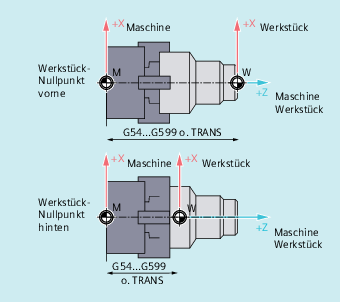 +X Maschine +X Werkstück
Werkstück-
Nullpunkt
vorne
M W
+Z
Maschine
Werkstück
G54...G599 o. TRANS
+X Maschine +X Werkstück
Werkstück-
Nullpunkt
hinten
M W
+Z
Maschine
Werkstück
G54...G599
o. TRANS